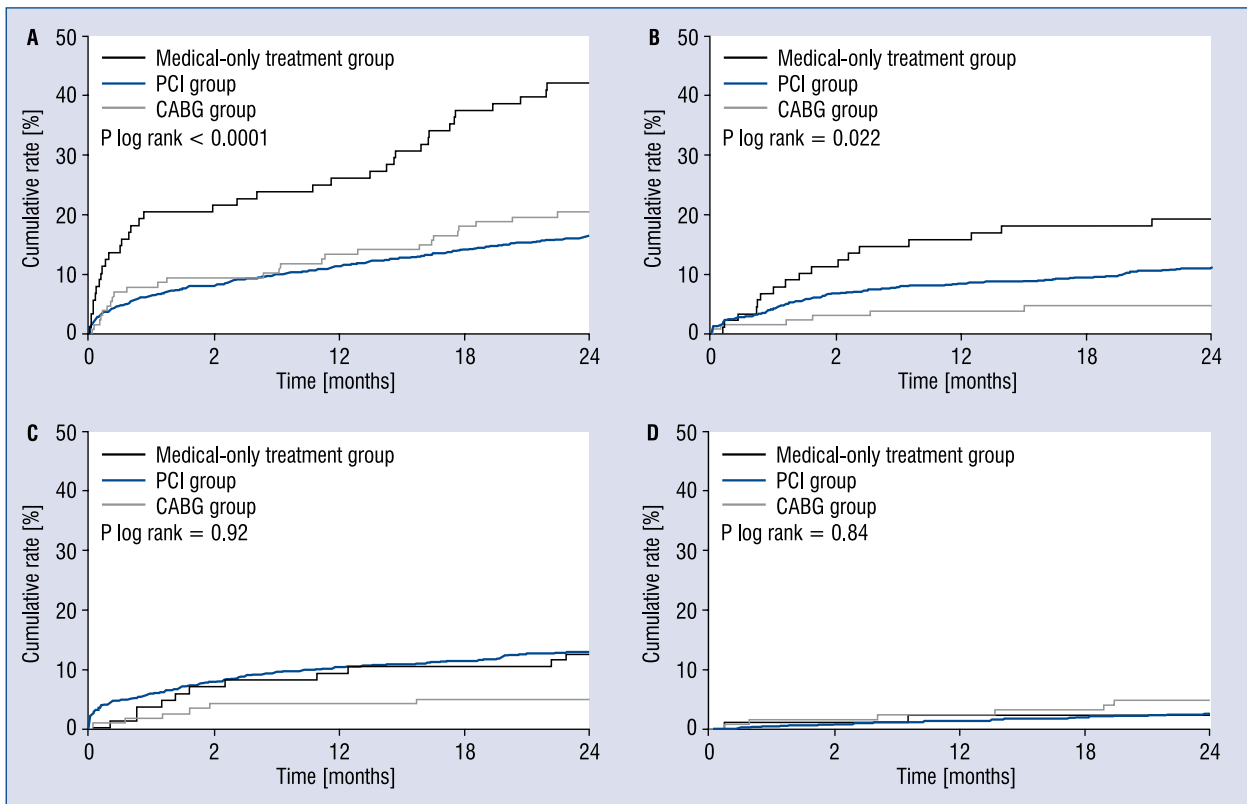 A
50
40
30
20
10
0
Cumulative rate [%]
Medical-only treatment group
PCI group
CABG group
P log rank < 0.0001
0 2 12 18 24
Time [months]
B
50
40
30
20
10
0
Cumulative rate [%]
Medical-only treatment group
PCI group
CABG group
P log rank = 0.022
0 2 12 18 24
Time [months]
C
50
40
30
20
10
0
Cumulative rate [%]
Medical-only treatment group
PCI group
CABG group
P log rank = 0.92
0 2 12 18 24
Time [months]
D
50
40
30
20
10
0
Cumulative rate [%]
Medical-only treatment group
PCI group
CABG group
P log rank = 0.84
0 2 12 18 24
Time [months]